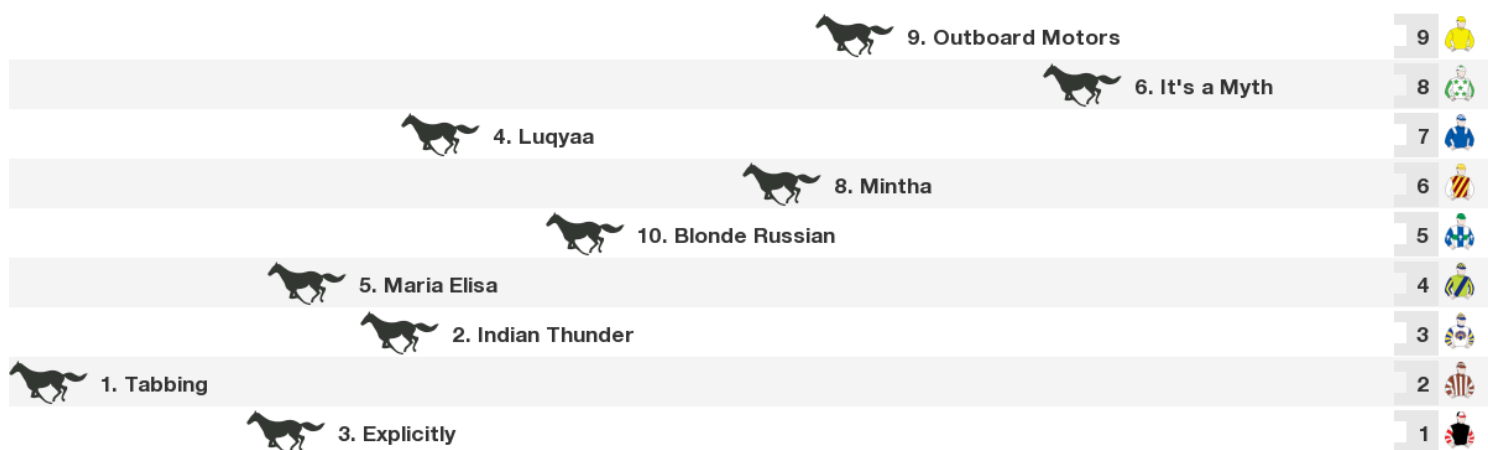 9. Outboard Motors 9
6. It's a Myth 8
4. Luqyaa 7
8. Mintha 6
10. Blonde Russian 5
5. Maria Elisa 4
2. Indian Thunder 3
1. Tabbing 2
3. Explicitly 1